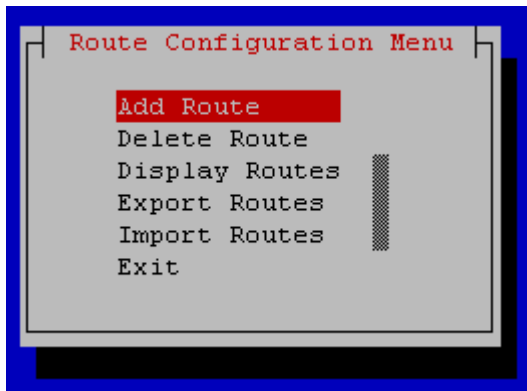 Route Configuration Menu
Add Route
Delete Route
Display Routes
Export Routes
Import Routes
Exit